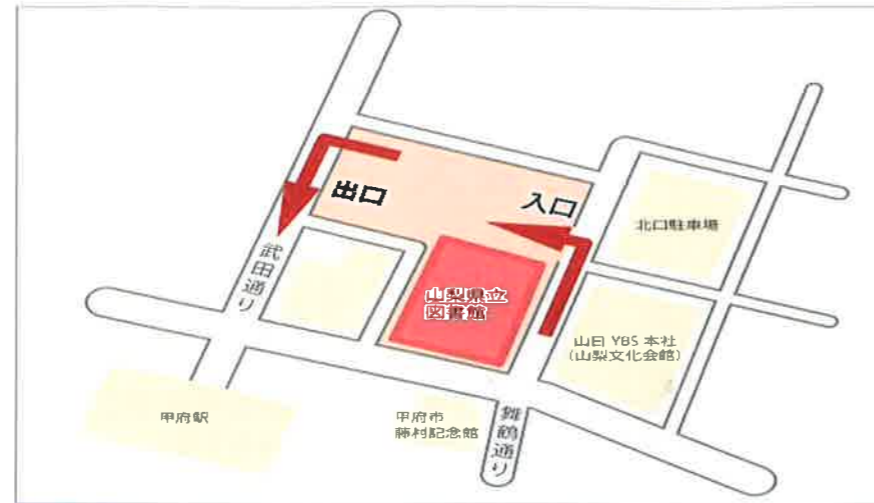 出口
入口
北口駐車場
武田通り
山梨県立
図書館
山日 YBS 本社
(山梨文化会館)
甲府駅
甲府市
藤村記念館
舞鶴通り